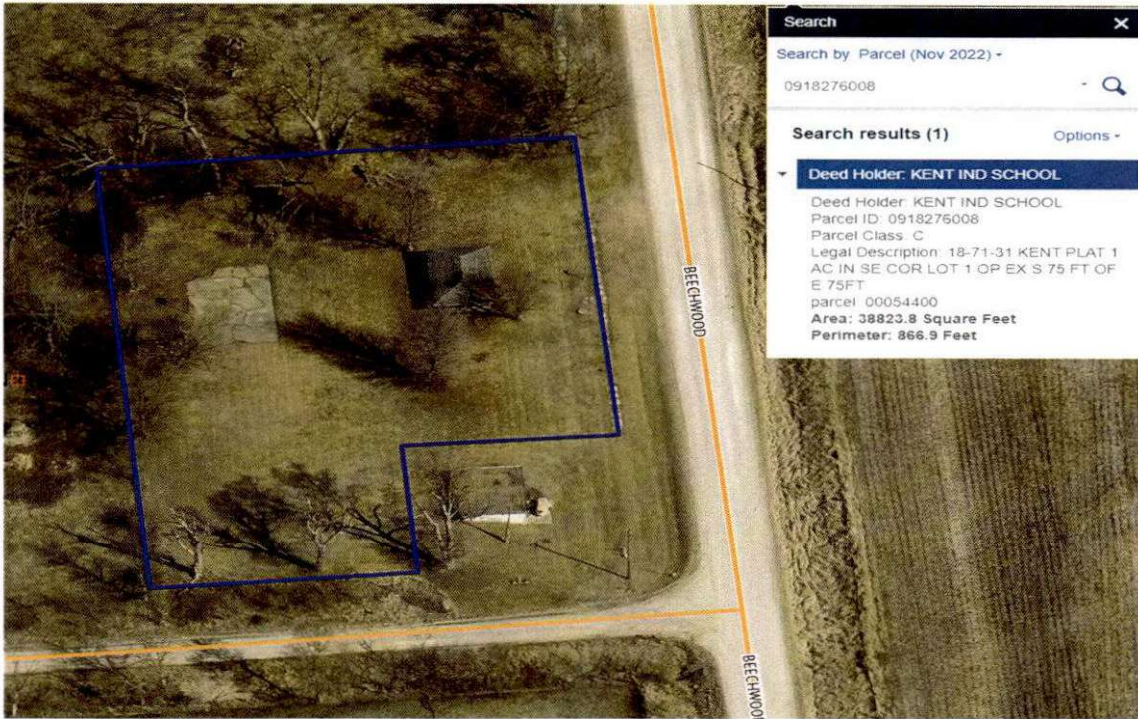 Search
Search by Parcel (Nov 2022)
0918276008
Search results (1)
Options
Deed Holder: KENT IND SCHOOL
Deed Holder: KENT IND SCHOOL
Parcel ID: 0918276008
Parcel Class: C
Legal Description: 18-71-31 KENT PLAT 1
AC IN SE COR LOT 1 OP EX S 75 FT OF
E 75FT
parcel: 00054400
Area: 38823.8 Square Feet
Perimeter: 866.9 Feet
BEECHWOOD
BEECHWOOD